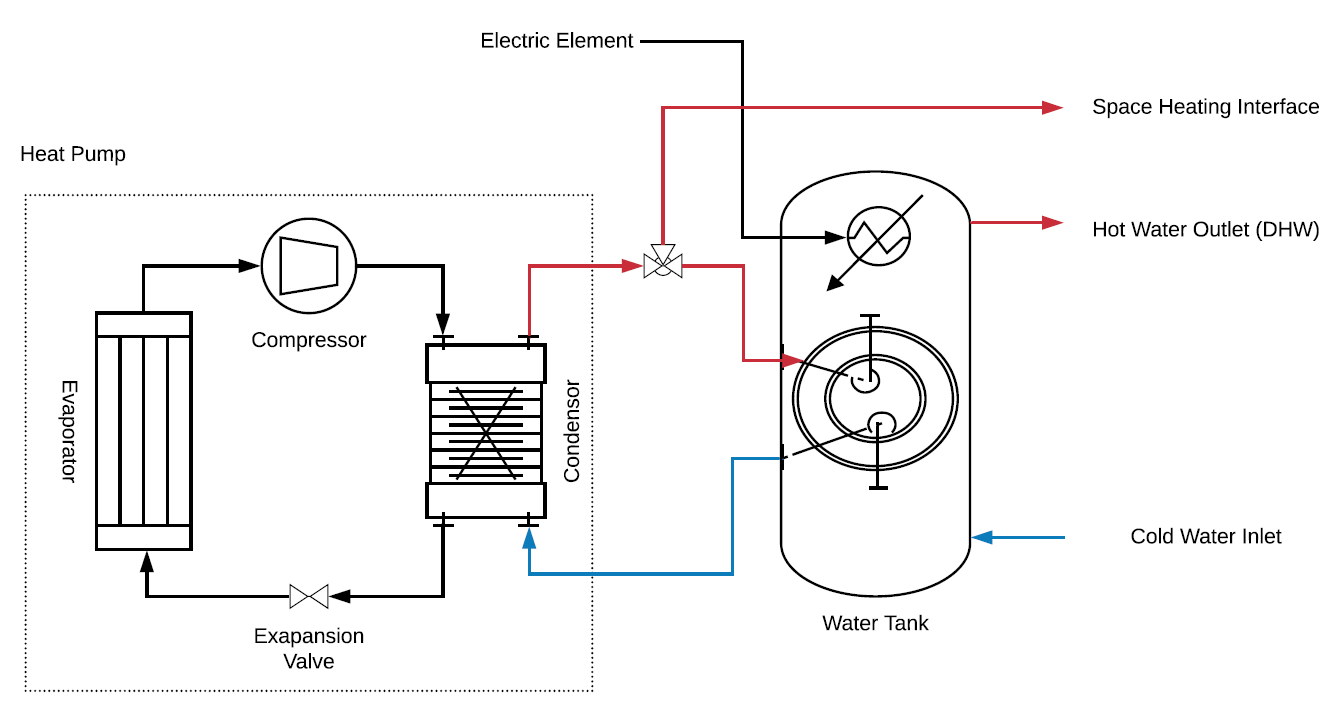 Electric Element
Space Heating Interface
Heat Pump
Hot Water Outlet (DHW)
Compressor
Evaporator
Condensor
Cold Water Inlet
Water Tank
Exapansion
Valve